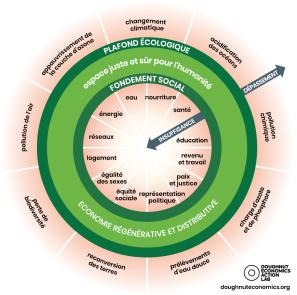 changement
climatique
appauvrissement de
la couche d'ozone
acidification
des océans
PLAFOND ÉCOLOGIQUE
espace juste et sûr pour l'humanité
FONDEMENT SOCIAL
DÉPASSEMENT
pollution de l'air
pollution
chimique
eau
nourriture
énergie
santé
INSUFFISANCE
réseaux
éducation
logement
revenu
et travail
égalité
des sexes
paix
et justice
équité
sociale
représentation
politique
perte de
biodiversité
charge d'azote
et de phosphore
ÉCONOMIE RÉGÉNÉRATIVE ET DISTRIBUTIVE
reconversion
des terres
prélèvements
d'eau douce
DOUGHNUT
ECONOMICS
ACTION
LAB
doughnuteconomics.org